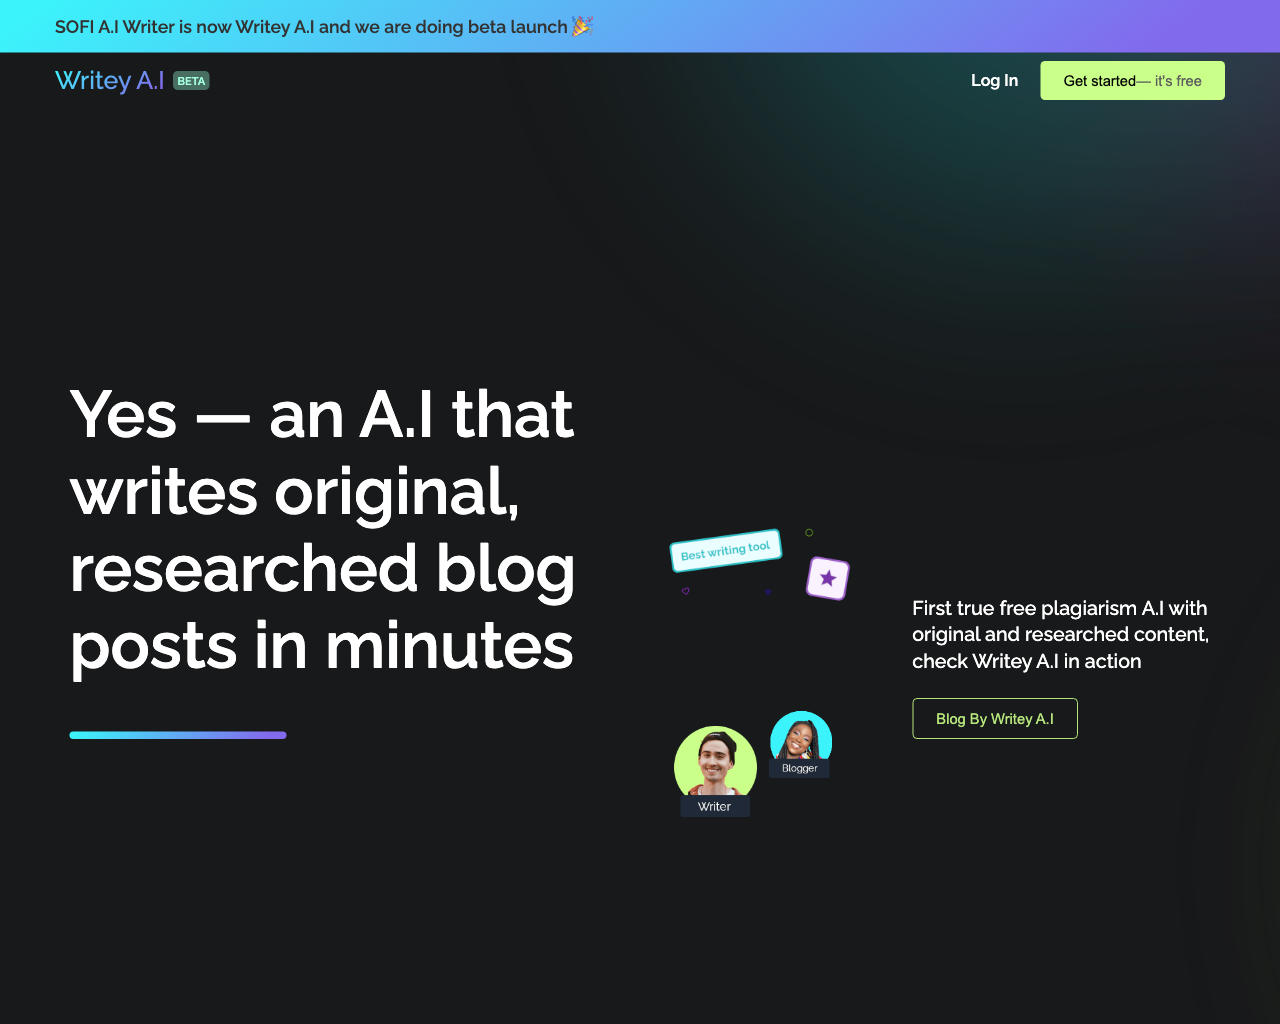 SOFI A.I Writer is now Writey A.I and we are doing beta launch 🎉
Writey A.I BETA
Log In
Get started— it's free
Yes — an A.I that
writes original,
researched blog
posts in minutes
Best writing tool
First true free plagiarism A.I with
original and researched content,
check Writey A.I in action
Blog By Writey A.I
Blogger
Writer